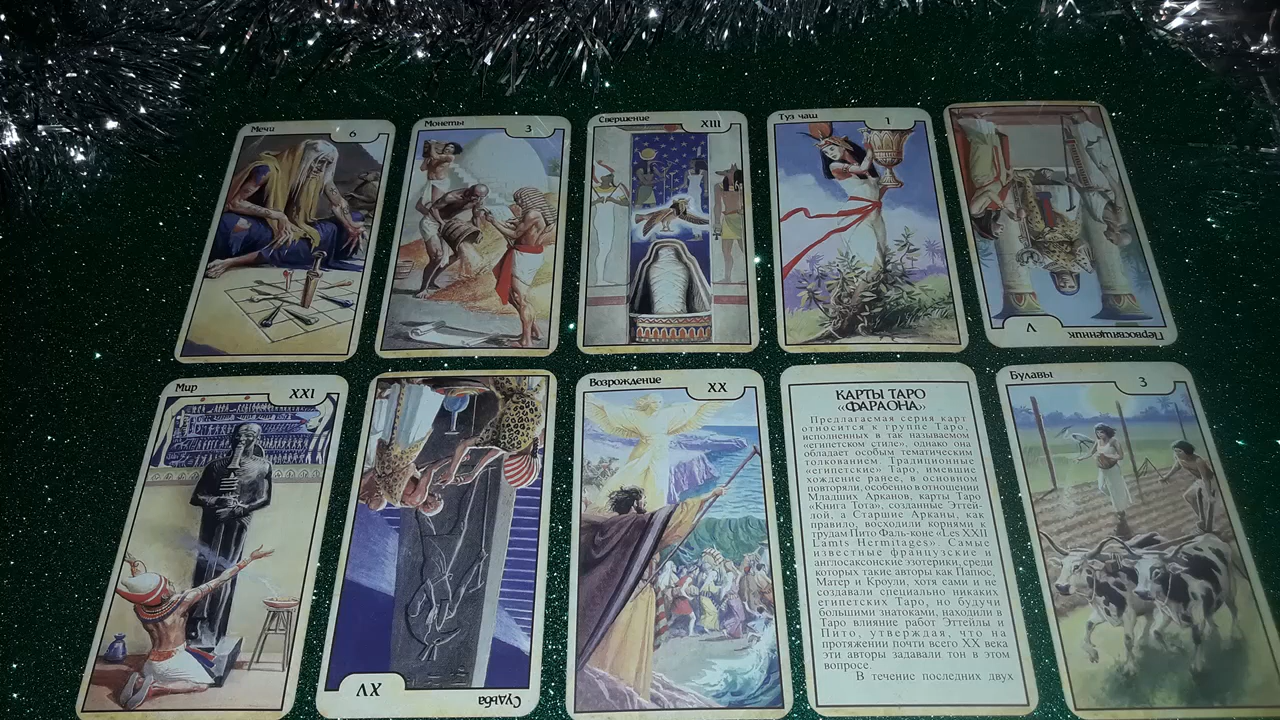 Мечи 6
Монеты 3
Свершение XIII
Туз чаш 1
V Первосвященник
Мир XXI
XV Судьба
Возрождение XX
КАРТЫ ТАРО
«ФАРАОНА»
Предлагаемая серия карт
относится к группе Таро,
исполненных в так называемом
«египетском стиле», однако она
обладает особым тематическим
толкованием. Традиционные
«египетские» Таро, имевшие
хождение ранее, в основном
повторяли, особенно в отношении
Младших Арканов, карты Таро
«Книга Тота», созданные Эттей-
лой, а Старшие Арканы, как
правило, восходили корнями к
трудам Пито Фаль-коне «Les XXII
Lamts Hermitages». Самые
известные французские и
англосаксонские эзотерики, среди
которых такие авторы как Папюс,
Матер и Кроули, хотя сами и не
создавали специально никаких
египетских Таро, но будучи
большими знатоками, находили в
Таро влияние работ Эттейлы и
Пито, утверждая, что на
протяжении почти всего XX века
эти авторы задавали тон в этом
вопросе.
В течение последних двух
Булавы 3